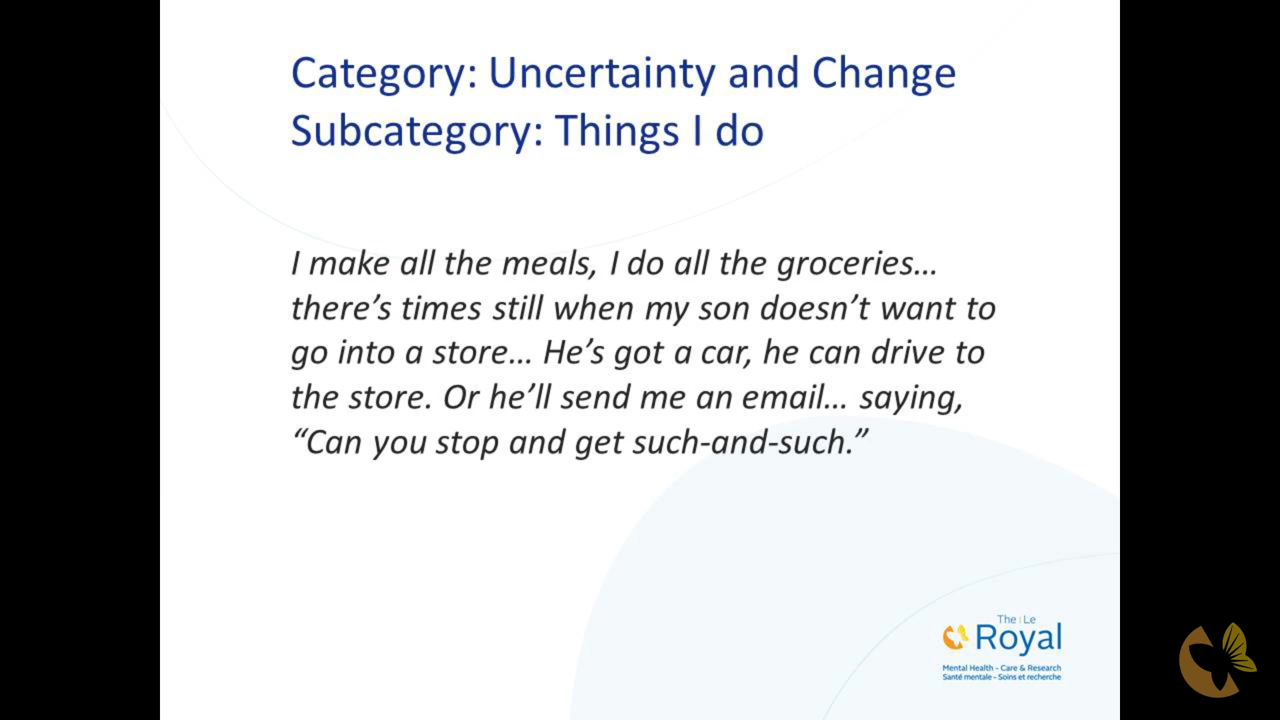 Category: Uncertainty and Change
Subcategory: Things I do
I make all the meals, I do all the groceries…
there’s times still when my son doesn’t want to
go into a store… He’s got a car, he can drive to
the store. Or he’ll send me an email… saying,
“Can you stop and get such-and-such.”
The | Le
Royal
Mental Health - Care & Research
Santé mentale - Soins et recherche